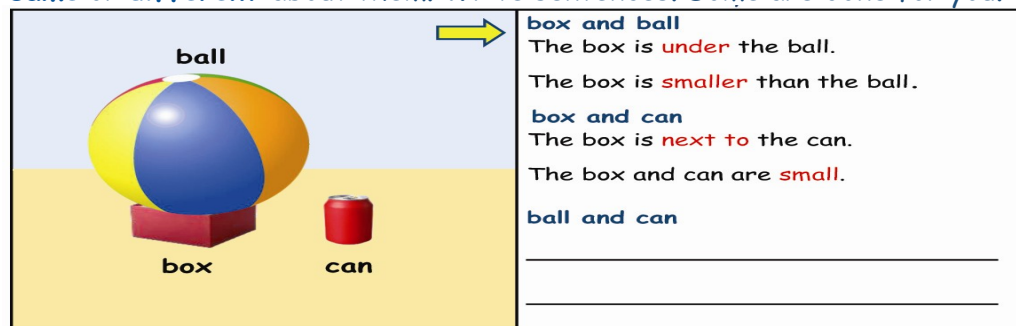 ball
box
can
box and ball
The box is under the ball.
The box is smaller than the ball.
box and can
The box is next to the can.
The box and can are small.
ball and can